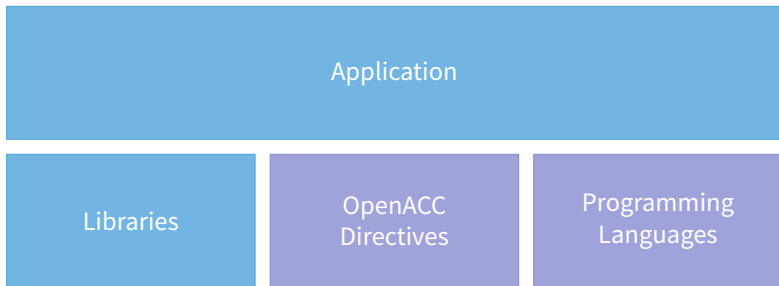 Application
Libraries
OpenACC
Directives
Programming
Languages